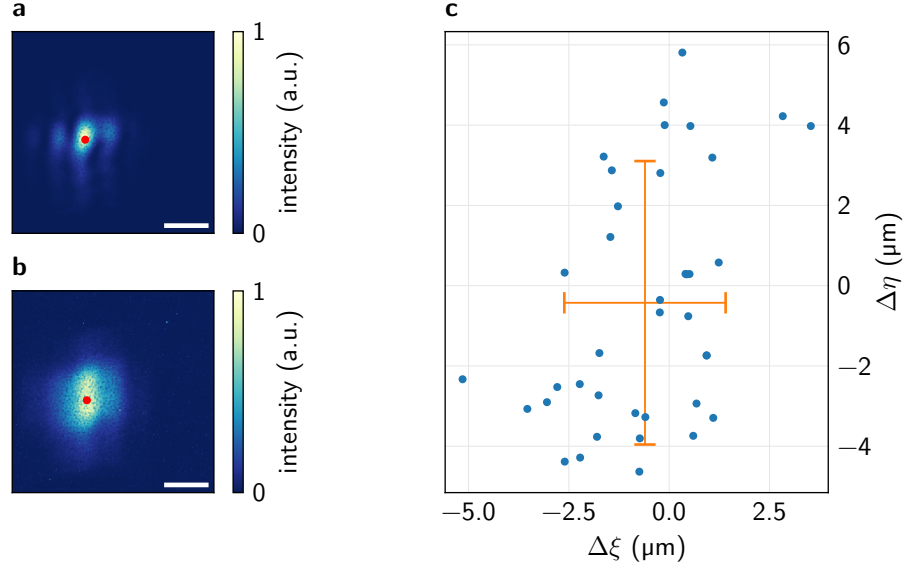 a
1
intensity (a.u.)
0
b
1
intensity (a.u.)
0
c
6
4
2
0
−2
−4
Δη (μm)
−5.0 −2.5 0.0 2.5
Δξ (μm)